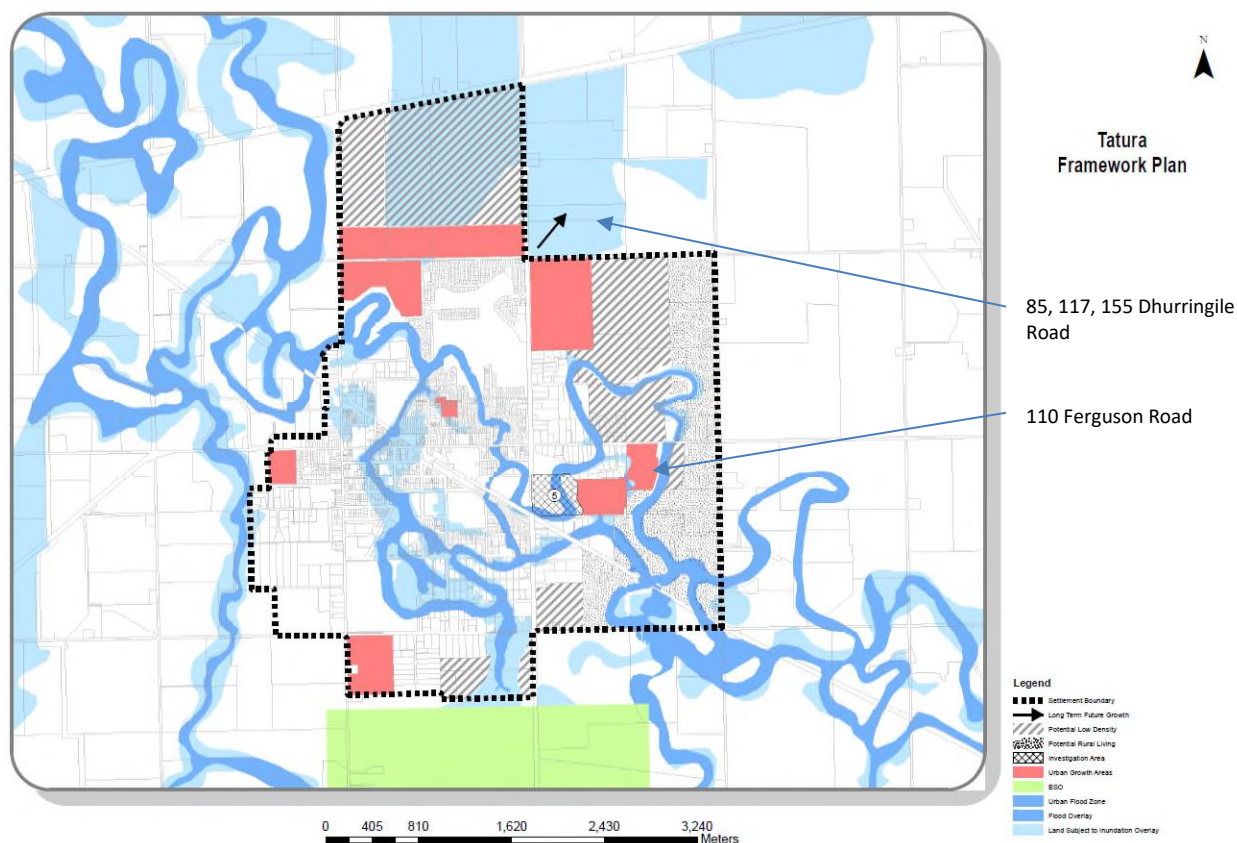 N
Tatura
Framework Plan
85, 117, 155 Dhurringile
Road
110 Ferguson Road
5
Legend
Settlement Boundary
Long Term Future Growth
Potential Low Density
Potential Rural Living
Investigation Area
Urban Growth Areas
ESO
Urban Flood Zone
Flood Overlay
Land Subject to Inundation Overlay
0 405 810 1,620 2,430 3,240
Meters